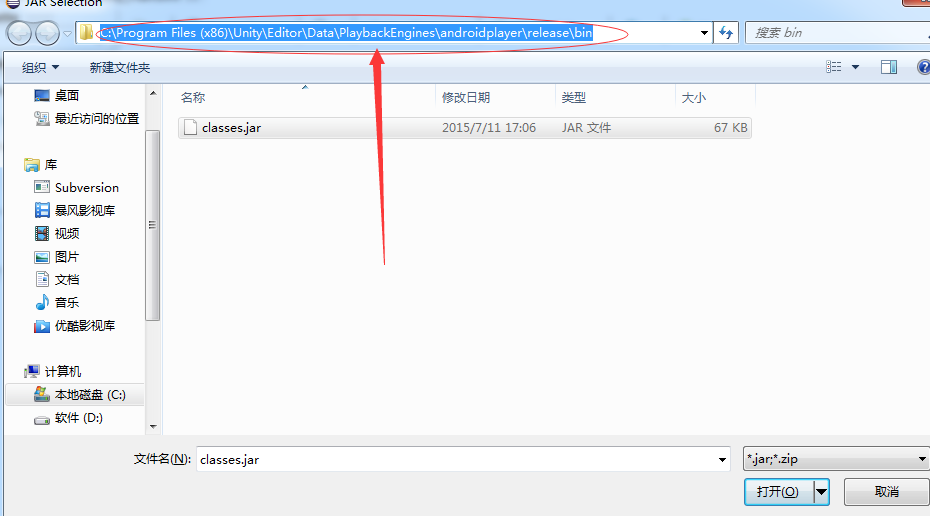 JAR Selection
C:\Program Files (x86)\Unity\Editor\Data\PlaybackEngines\androidplayer\release\bin
搜索 bin
组织 新建文件夹
名称 修改日期 类型 大小
classes.jar 2015/7/11 17:06 JAR 文件 67 KB
桌面
最近访问的位置
库
Subversion
暴风影视库
视频
图片
文档
音乐
优酷影视库
计算机
本地磁盘 (C:)
软件 (D:)
文件名(N): classes.jar *.jar;*.zip
打开(O) 取消